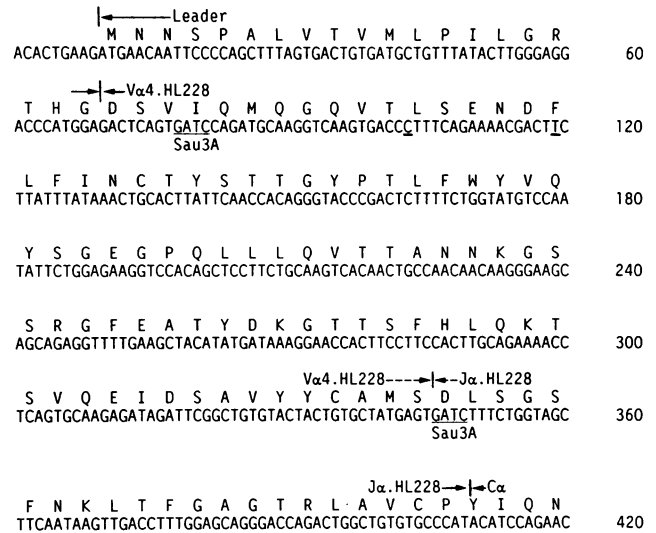 Leader
M N N S P A L V T V M L P I L G R
ACACTGAAGATGAACAATTCCCCAGCTTTAGTGACTGTGATGCTGTTTATACTTGGGAGG 60
Vα4.HL228
T H G D S V I Q M Q G Q V T L S E N D F
ACCCATGGAGACTCAGTGATCCAGATGCAAGGTCAAGTGACCCTTTCAGAAAACGACTTC 120
Sau3A
L F I N C T Y S T T G Y P T L F W Y V Q
TTATTTATAAACTGCACTTATTCAACCACAGGGTACCCGACTCTTTTCTGGTATGTCCAA 180
Y S G E G P Q L L L Q V T T A N N K G S
TATTCTGGAGAAGGTCCACAGCTCCTTCTGCAAGTCACAACTGCCAACAACAAGGGAAGC 240
S R G F E A T Y D K G T T S F H L Q K T
AGCAGAGGTTTTGAAGCTACATATGATAAAGGAACCACTTCCTTCCACTTGCAGAAAACC 300
Vα4.HL228 Jα.HL228
S V Q E I D S A V Y Y C A M S D L S G S
TCAGTGCAAGAGATAGATTCGGCTGTGTACTACTGTGCTATGAGTGATCTTTCTGGTAGC 360
Sau3A
Jα.HL228 Cα
F N K L T F G A G T R L A V C P Y I Q N
TTCAATAAGTTGACCTTTGGAGCAGGGACCAGACTGGCTGTGTGCCCATACATCCAGAAC 420